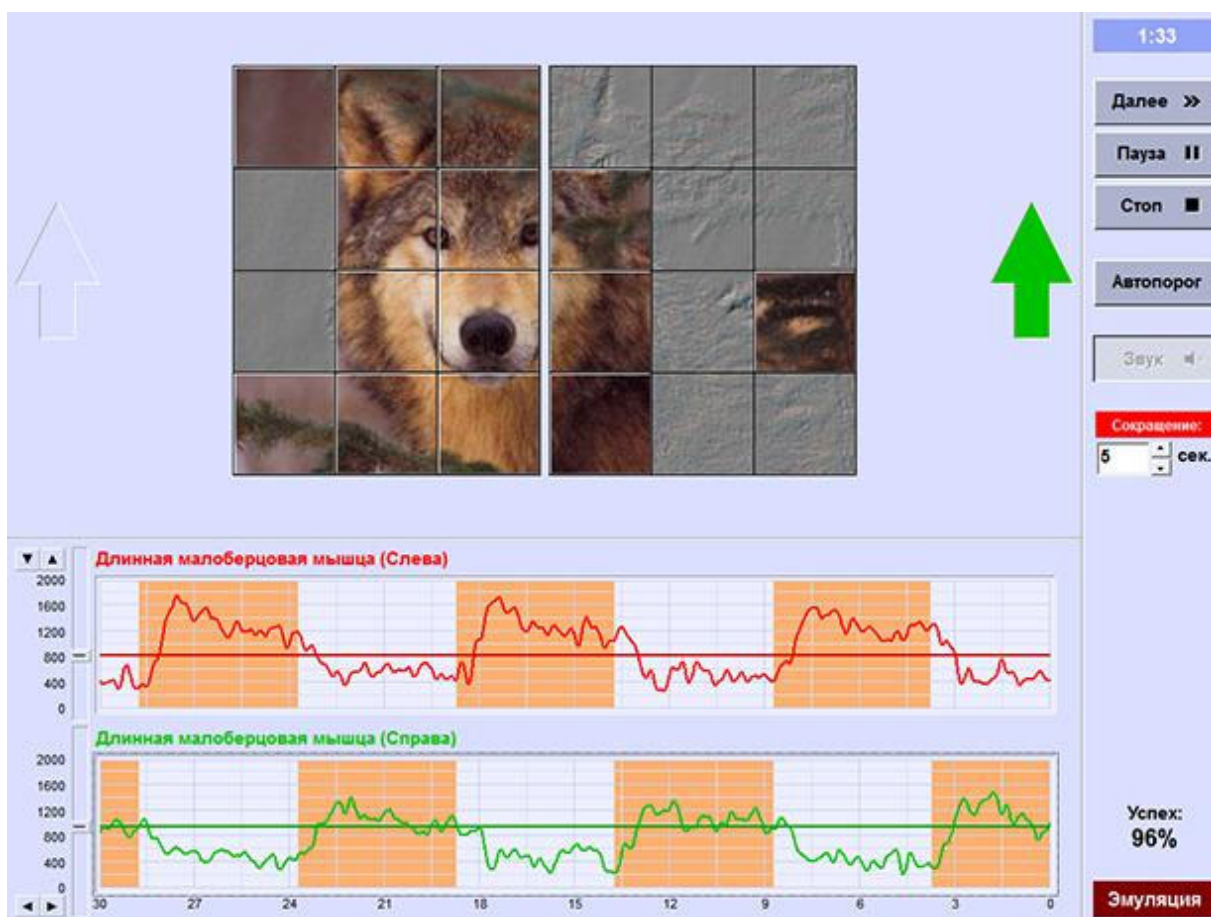 1:33
Далее
Пауза
Стоп
Автопорог
Звук
Сокращение:
5 сек.
Длинная малоберцовая мышца (Слева)
2000
1600
1200
800
400
0
Длинная малоберцовая мышца (Справа)
2000
1600
1200
800
400
0
30 27 24 21 18 15 12 9 6 3 0
Успех:
96%
Эмуляция